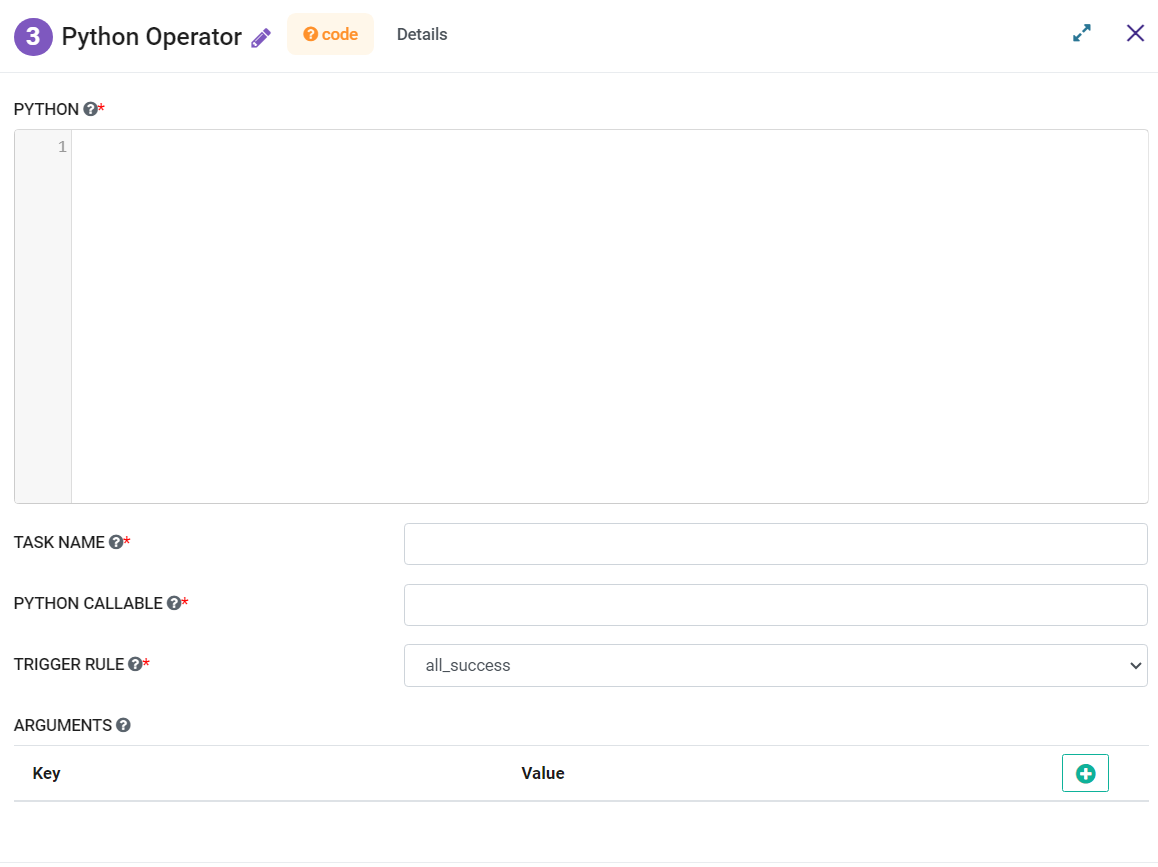 3 Python Operator ? code Details
PYTHON ?*
1
TASK NAME ?*
PYTHON CALLABLE ?*
TRIGGER RULE ?* all_success
ARGUMENTS ?
Key Value